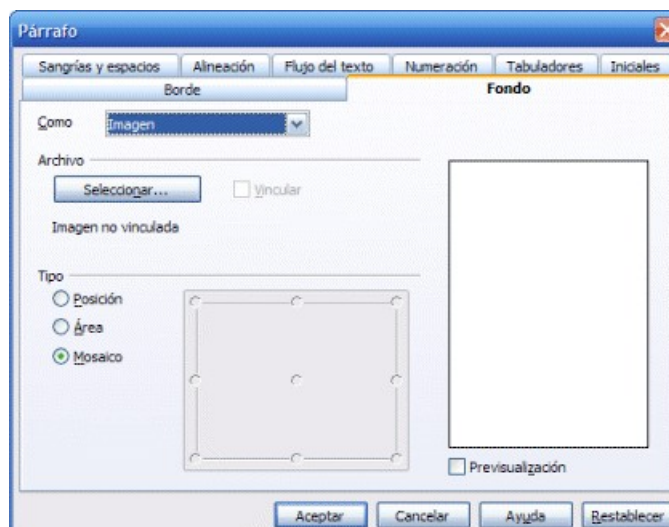 Párrafo
Sangrías y espacios Alineación Flujo del texto Numeración Tabuladores Iniciales
Borde Fondo
Como Imagen
Archivo
Seleccionar... Vincular
Imagen no vinculada
Tipo
Posición
Área
Mosaico
Previsualización
Aceptar Cancelar Ayuda Restablecer